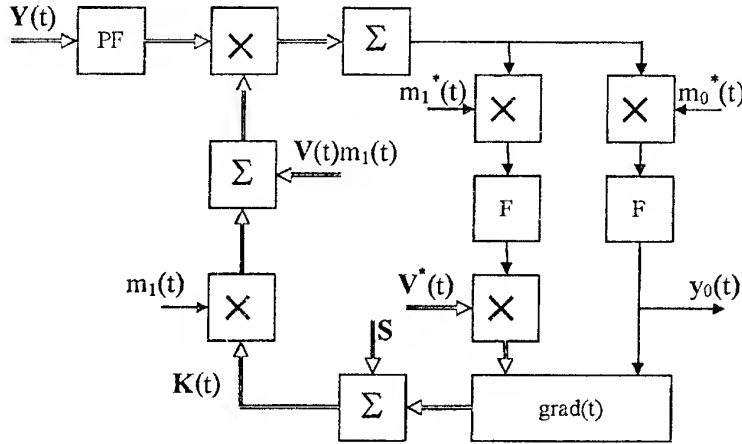 Y(t)
PF
×
Σ
m₁*(t)
×
×
m₀*(t)
Σ
V(t)m₁(t)
F
F
m₁(t)
×
V*(t)
×
y₀(t)
S
K(t)
Σ
grad(t)